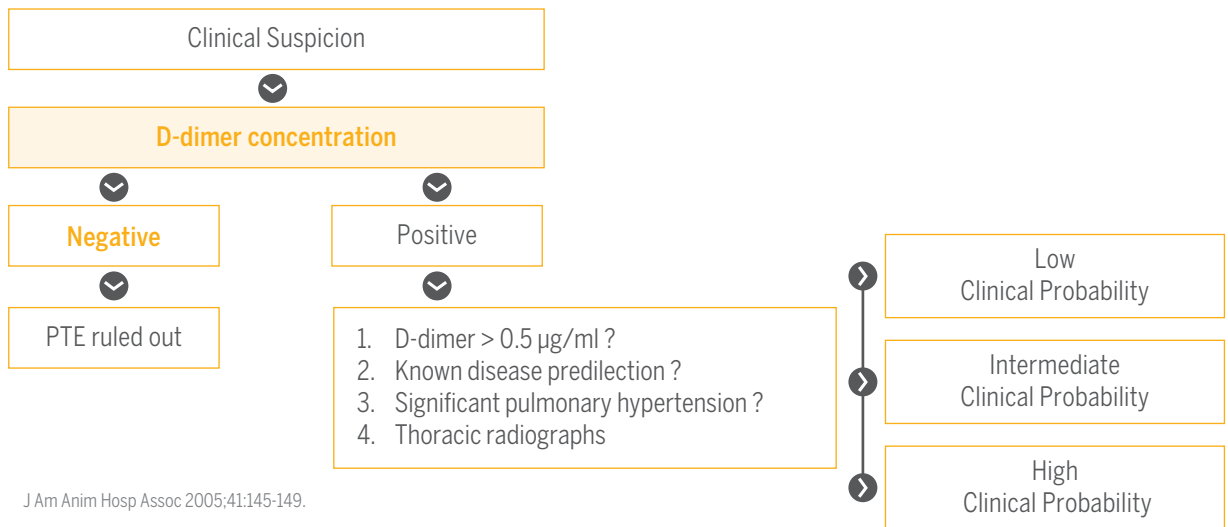 Clinical Suspicion
D-dimer concentration
Negative
Positive
PTE ruled out
1. D-dimer > 0.5 µg/ml ?
2. Known disease predilection ?
3. Significant pulmonary hypertension ?
4. Thoracic radiographs
Low
Clinical Probability
Intermediate
Clinical Probability
High
Clinical Probability
J Am Anim Hosp Assoc 2005;41:145-149.